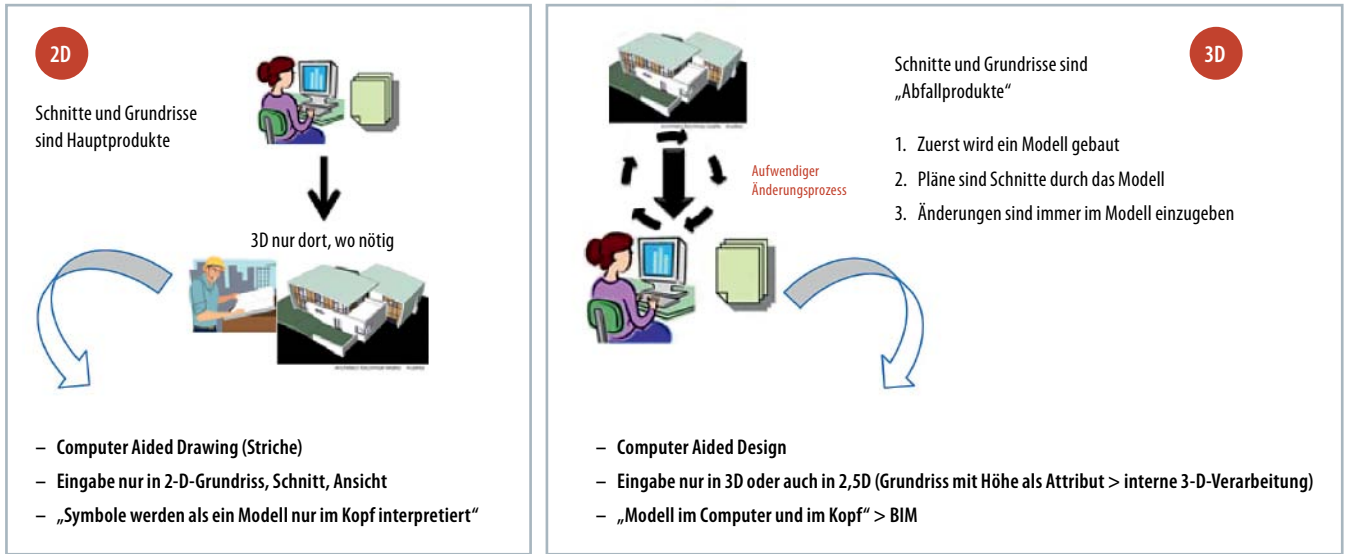 2D
Schnitte und Grundrisse
sind Hauptprodukte
3D nur dort, wo nötig
– Computer Aided Drawing (Striche)
– Eingabe nur in 2-D-Grundriss, Schnitt, Ansicht
– „Symbole werden als ein Modell nur im Kopf interpretiert“
3D
Schnitte und Grundrisse sind
„Abfallprodukte“
1. Zuerst wird ein Modell gebaut
2. Pläne sind Schnitte durch das Modell
3. Änderungen sind immer im Modell einzugeben
Aufwendiger
Änderungsprozess
– Computer Aided Design
– Eingabe nur in 3D oder auch in 2,5D (Grundriss mit Höhe als Attribut > interne 3-D-Verarbeitung)
– „Modell im Computer und im Kopf“ > BIM